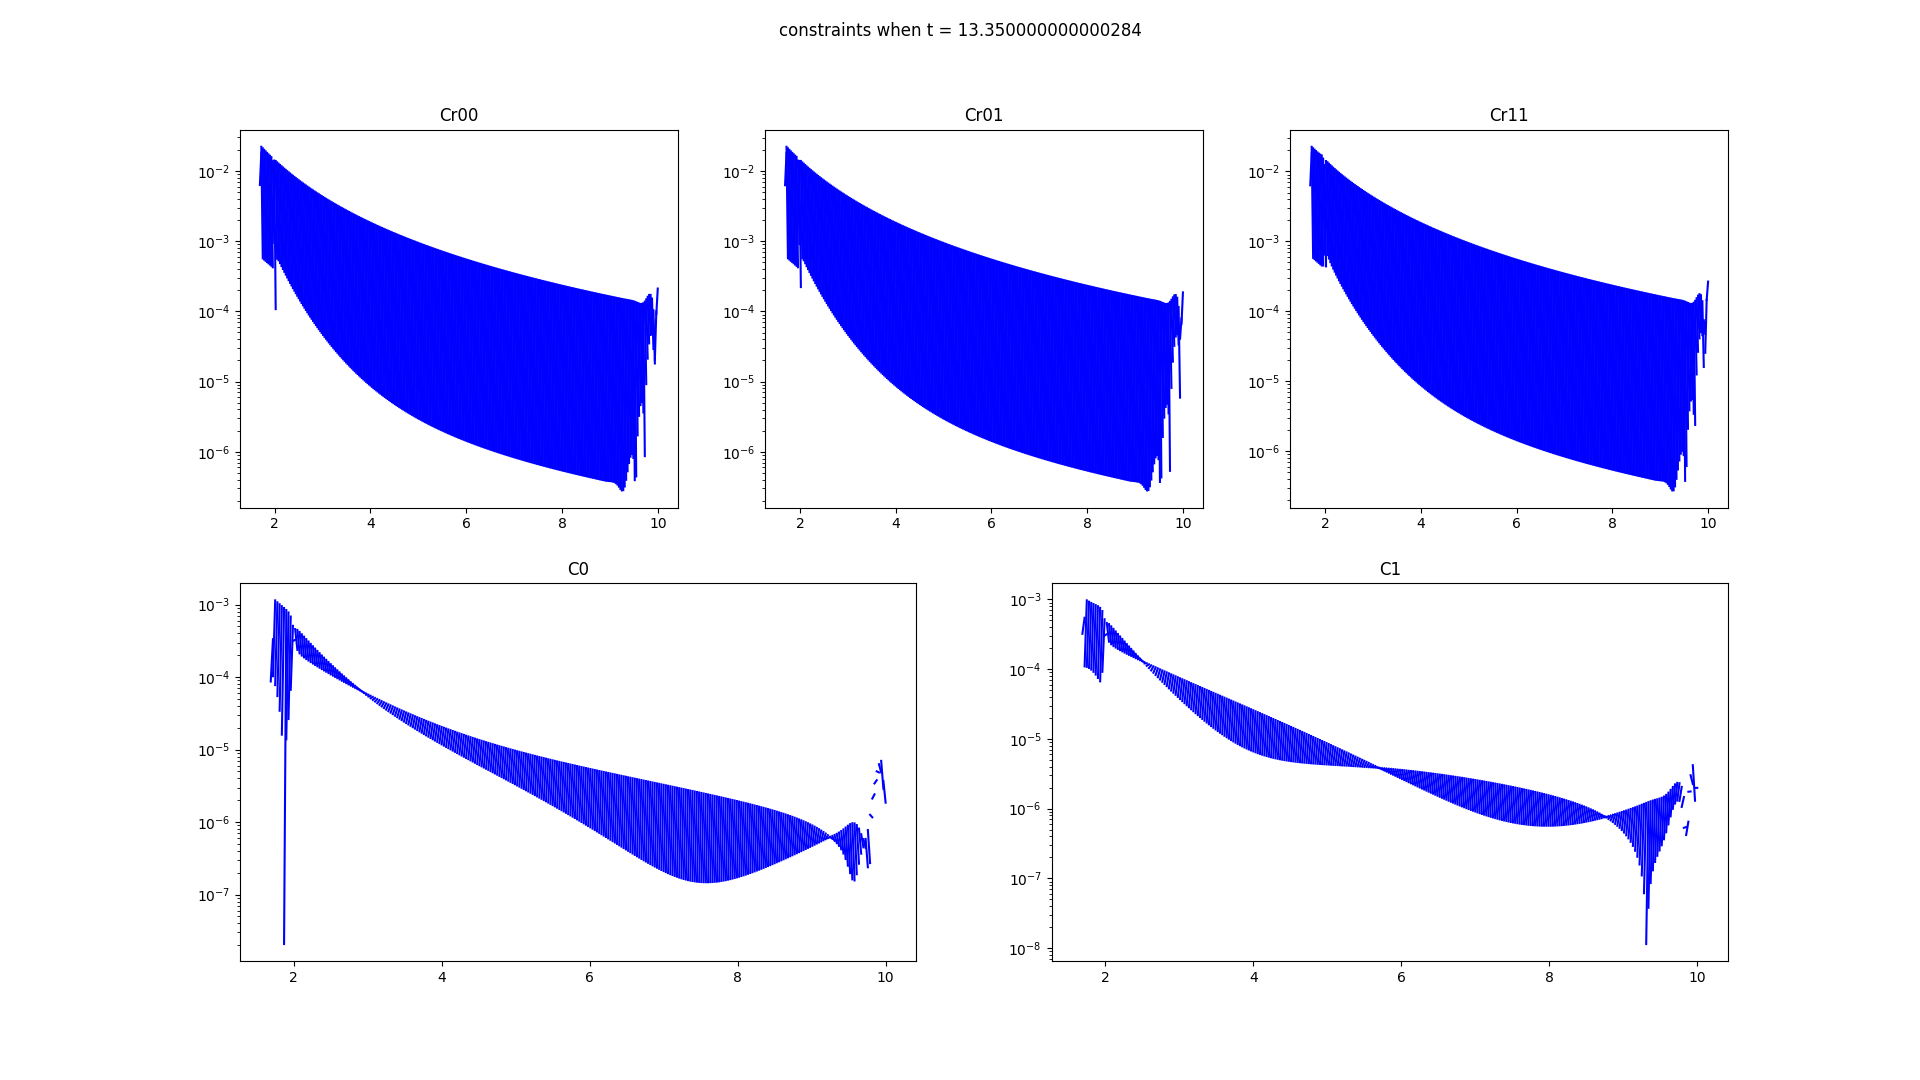 constraints when t = 13.350000000000284
Cr00 Cr01 Cr11
10⁻² 10⁻² 10⁻²
10⁻³ 10⁻³ 10⁻³
10⁻⁴ 10⁻⁴ 10⁻⁴
10⁻⁵ 10⁻⁵ 10⁻⁵
10⁻⁶ 10⁻⁶ 10⁻⁶
2 4 6 8 10 2 4 6 8 10 2 4 6 8 10
C0 C1
10⁻³ 10⁻³
10⁻⁴ 10⁻⁴
10⁻⁵ 10⁻⁵
10⁻⁶ 10⁻⁶
10⁻⁷ 10⁻⁷
10⁻⁸
2 4 6 8 10 2 4 6 8 10